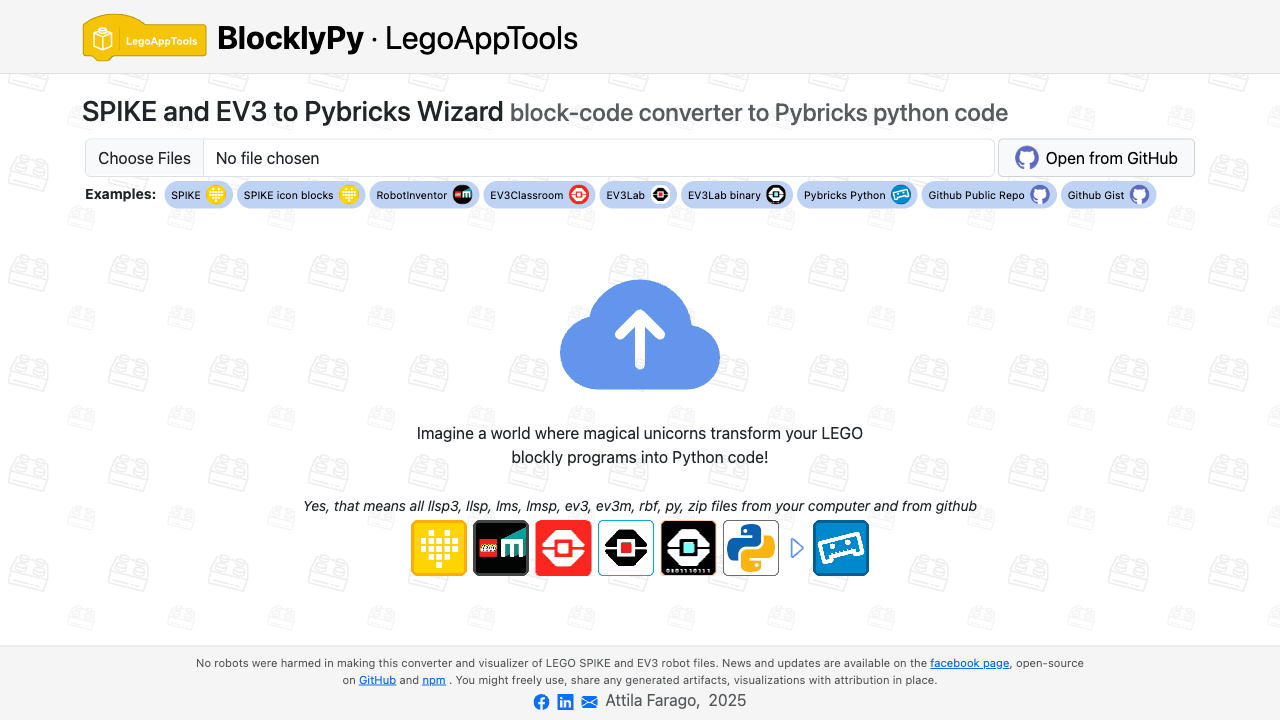 LegoAppTools BlocklyPy · LegoAppTools
SPIKE and EV3 to Pybricks Wizard block-code converter to Pybricks python code
Choose Files No file chosen Open from GitHub
Examples: SPIKE SPIKE icon blocks RobotInventor EV3Classroom EV3Lab EV3Lab binary Pybricks Python Github Public Repo Github Gist
Imagine a world where magical unicorns transform your LEGO
blockly programs into Python code!
Yes, that means all llsp3, llsp, lms, lmsp, ev3, ev3m, rbf, py, zip files from your computer and from github
LEGO m 010110111
No robots were harmed in making this converter and visualizer of LEGO SPIKE and EV3 robot files. News and updates are available on the facebook page, open-source
on GitHub and npm . You might freely use, share any generated artifacts, visualizations with attribution in place.
Attila Farago, 2025